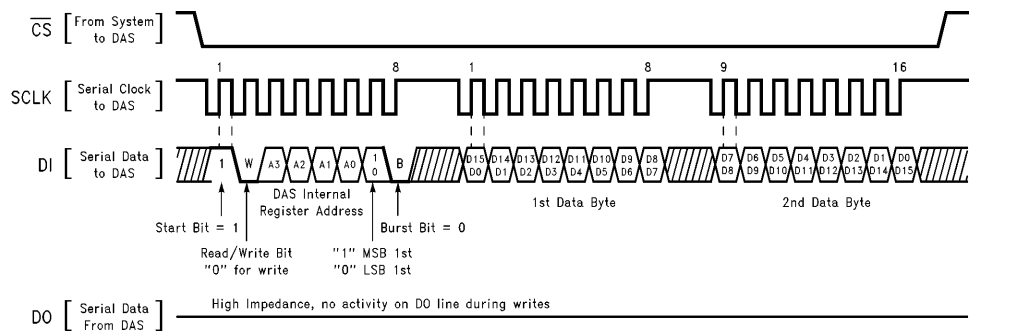 CS [ From System
to DAS ]
1 8 1 8 9 16
SCLK [ Serial Clock
to DAS ]
DI [ Serial Data
to DAS ]
1 W A3 A2 A1 A0 1 B D15 D14 D13 D12 D11 D10 D9 D8 D7 D6 D5 D4 D3 D2 D1 D0
0 D0 D1 D2 D3 D4 D5 D6 D7 D8 D9 D10 D11 D12 D13 D14 D15
DAS Internal
Register Address
1st Data Byte
2nd Data Byte
Start Bit = 1
Burst Bit = 0
Read/Write Bit
"0" for write
"1" MSB 1st
"0" LSB 1st
High Impedance, no activity on DO line during writes
DO [ Serial Data
From DAS ]